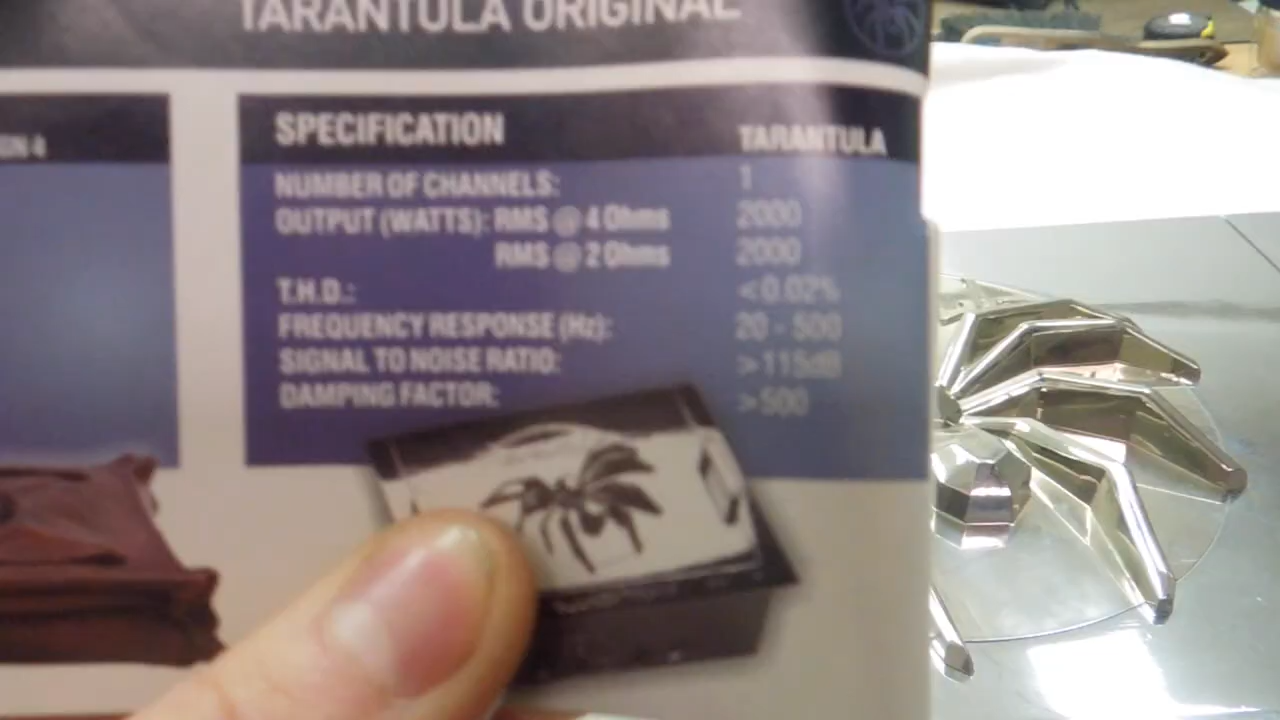 TARANTULA ORIGINAL
SPECIFICATION TARANTULA
NUMBER OF CHANNELS: 1
OUTPUT (WATTS): RMS @ 4 Ohms 2000
RMS @ 2 Ohms 2000
T.H.D.: <0.02%
FREQUENCY RESPONSE (Hz): 20 - 500
SIGNAL TO NOISE RATIO: >115dB
DAMPING FACTOR: >500